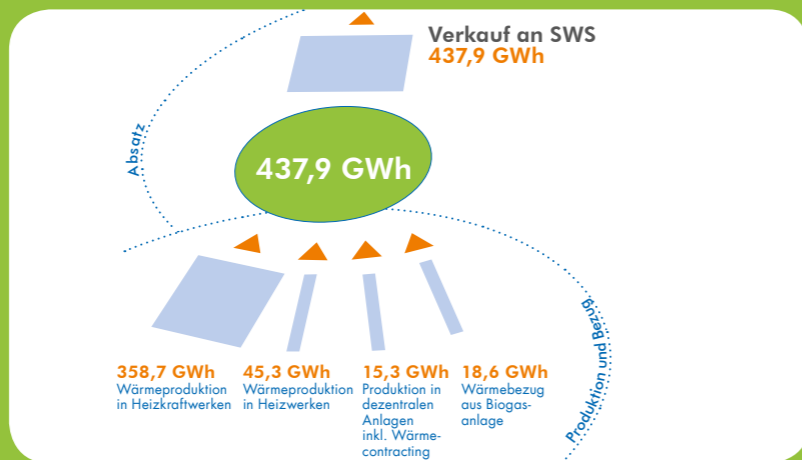 Verkauf an SWS
437,9 GWh
Absatz
437,9 GWh
358,7 GWh
Wärmeproduktion
in Heizkraftwerken
45,3 GWh
Wärmeproduktion
in Heizwerken
15,3 GWh
Produktion in
dezentralen
Anlagen
inkl. Wärme-
contracting
18,6 GWh
Wärmebezug
aus Biogas-
anlage
Produktion und Bezug